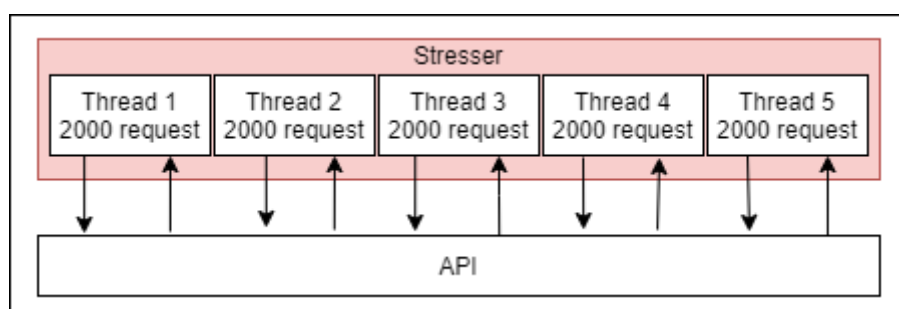 Stresser
Thread 1
2000 request
Thread 2
2000 request
Thread 3
2000 request
Thread 4
2000 request
Thread 5
2000 request
API